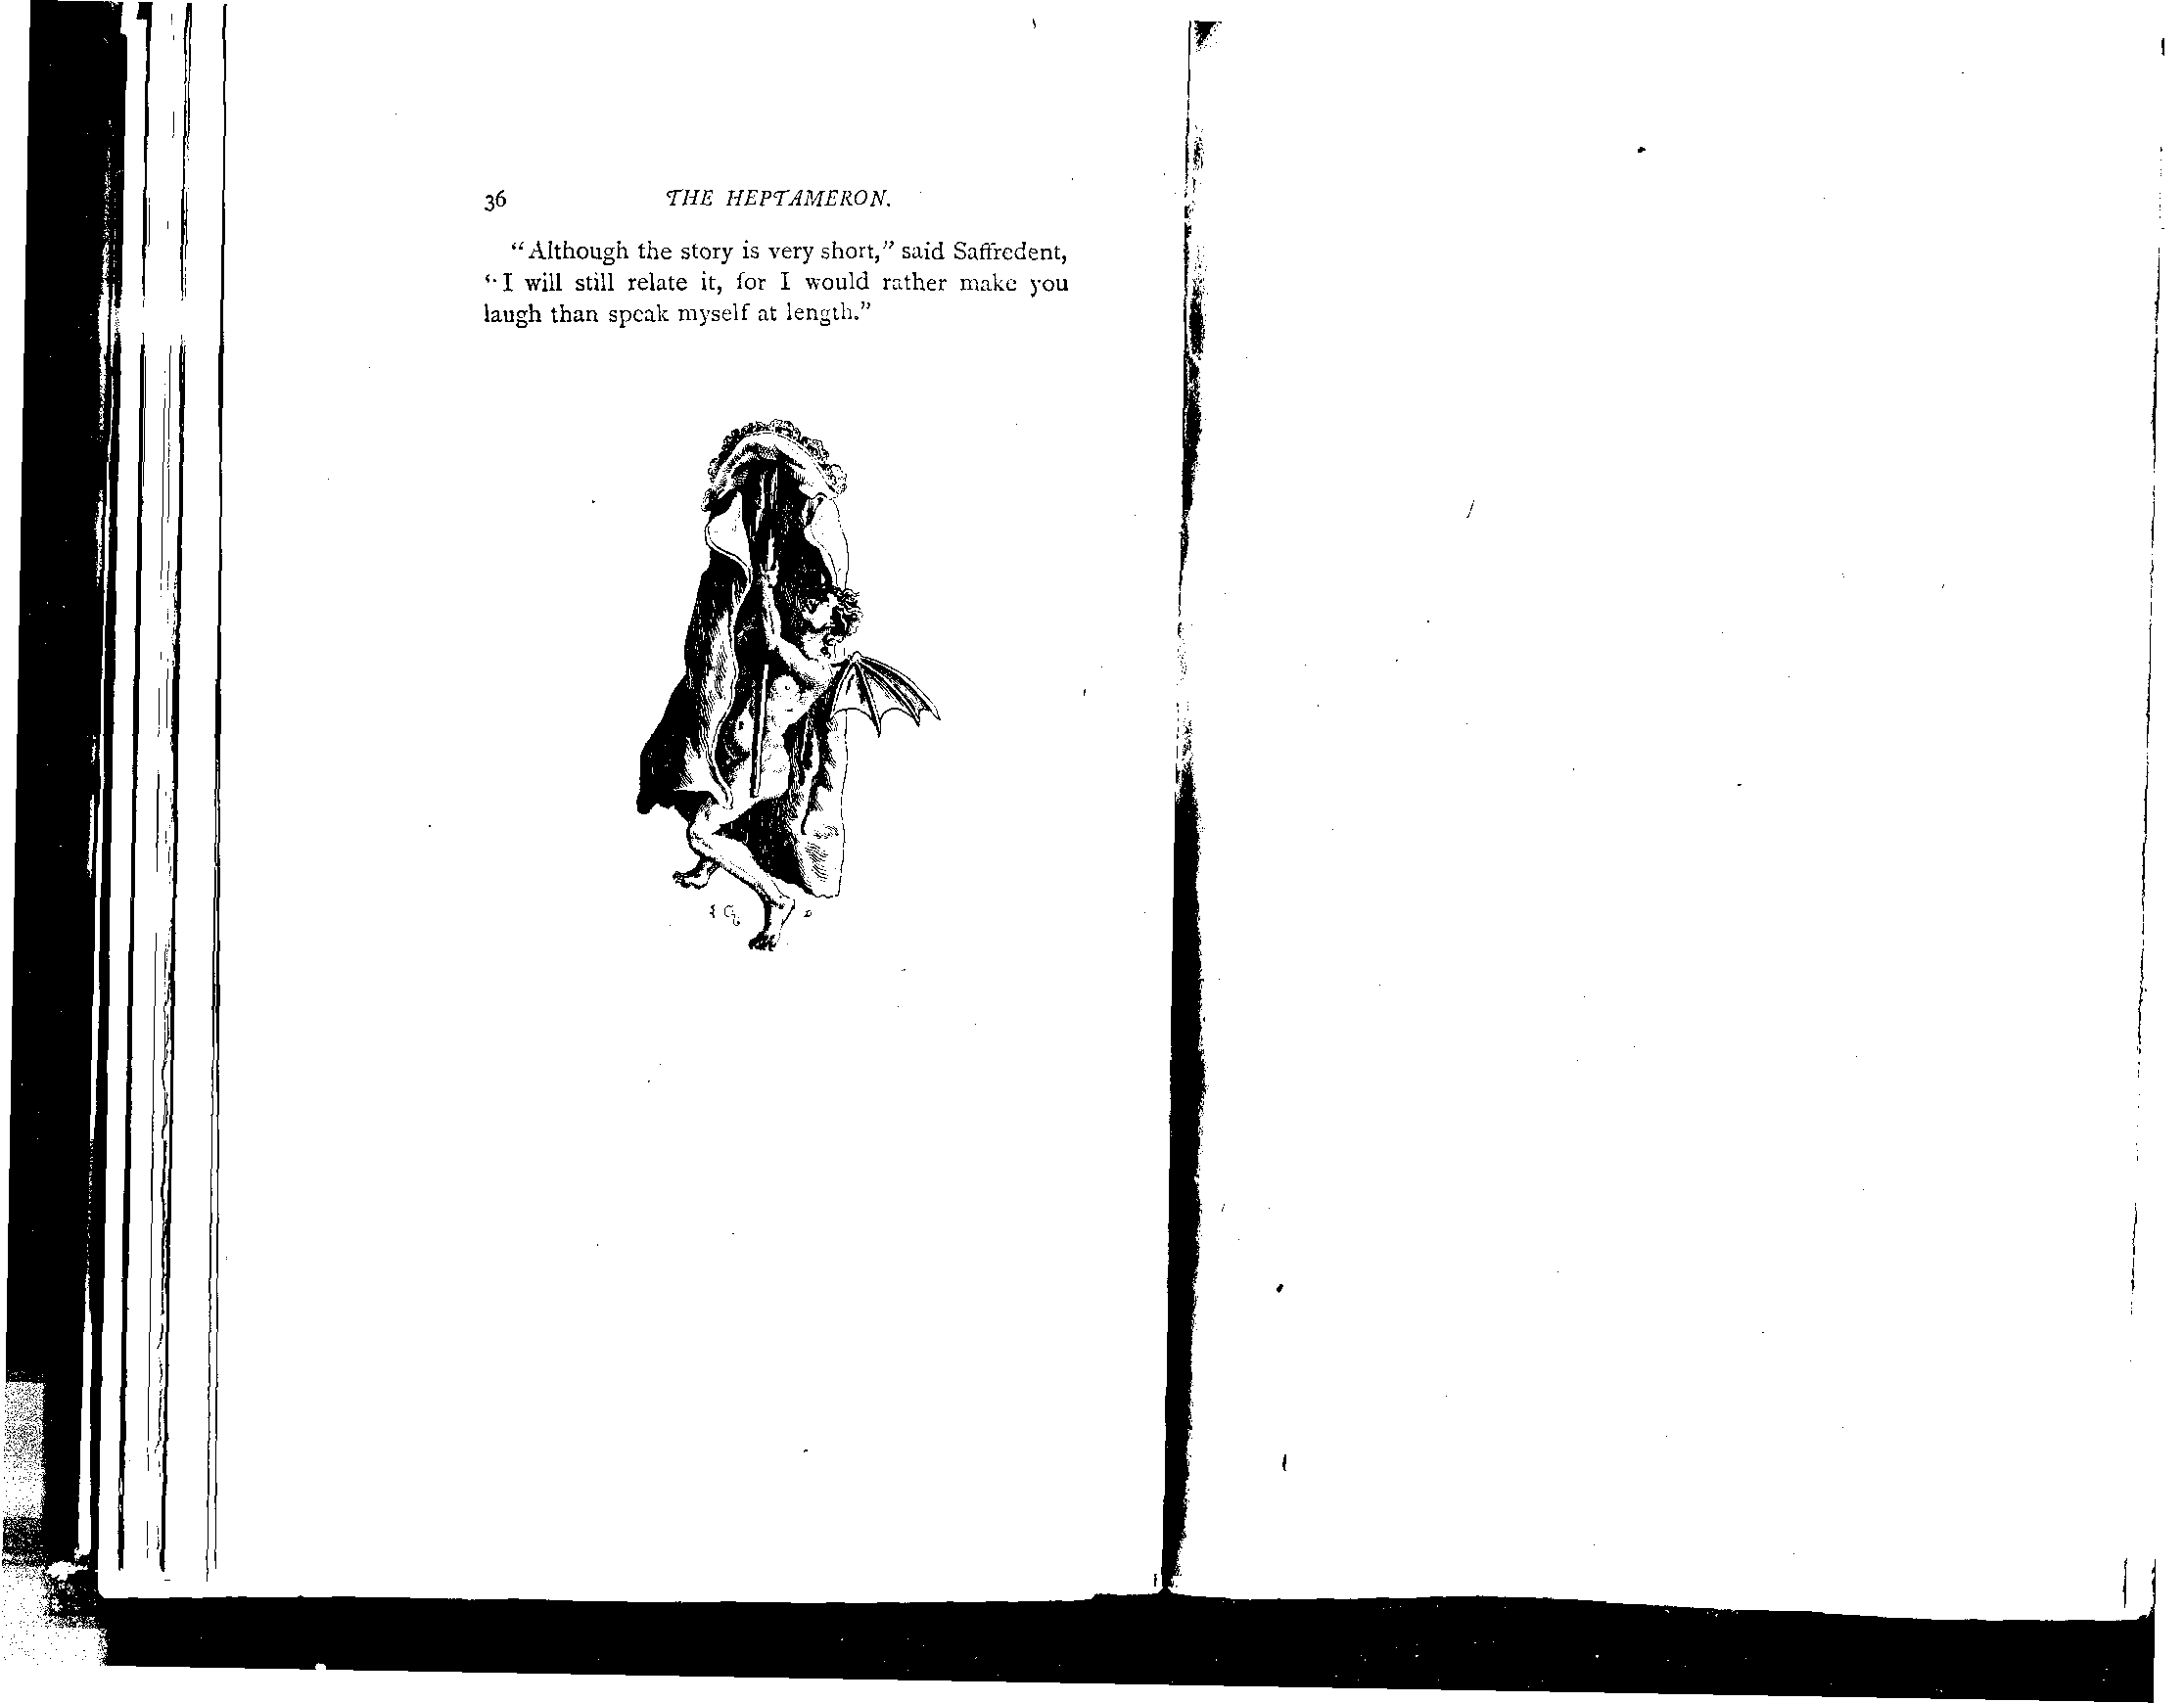 36 THE HEPTAMERON.
“Although the story is very short,” said Saffredent,
“I will still relate it, for I would rather make you
laugh than speak myself at length.”